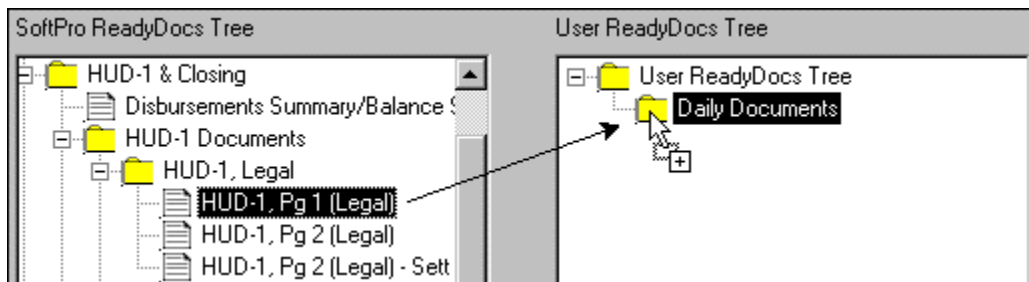 SoftPro ReadyDocs Tree
HUD-1 & Closing
Disbursements Summary/Balance
HUD-1 Documents
HUD-1, Legal
HUD-1, Pg 1 (Legal)
HUD-1, Pg 2 (Legal)
HUD-1, Pg 2 (Legal) - Sett
User ReadyDocs Tree
User ReadyDocs Tree
Daily Documents